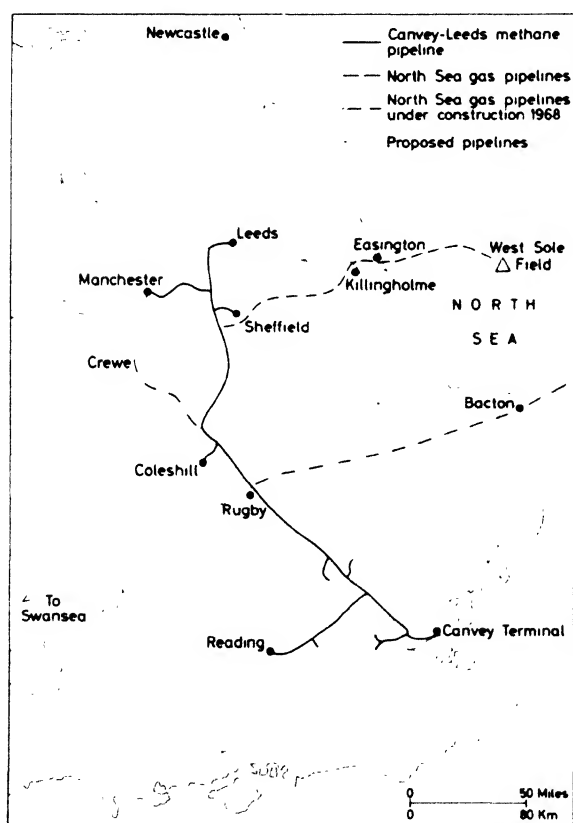 Newcastle
Canvey-Leeds methane
pipeline
North Sea gas pipelines
North Sea gas pipelines
under construction 1968
Proposed pipelines
Leeds
Easington
West Sole
Field
Manchester
Killingholme
NORTH
SEA
Sheffield
Crewe
Bacton
Coleshill
Rugby
To
Swansea
Reading
Canvey Terminal
0 50 Miles
0 80 Km